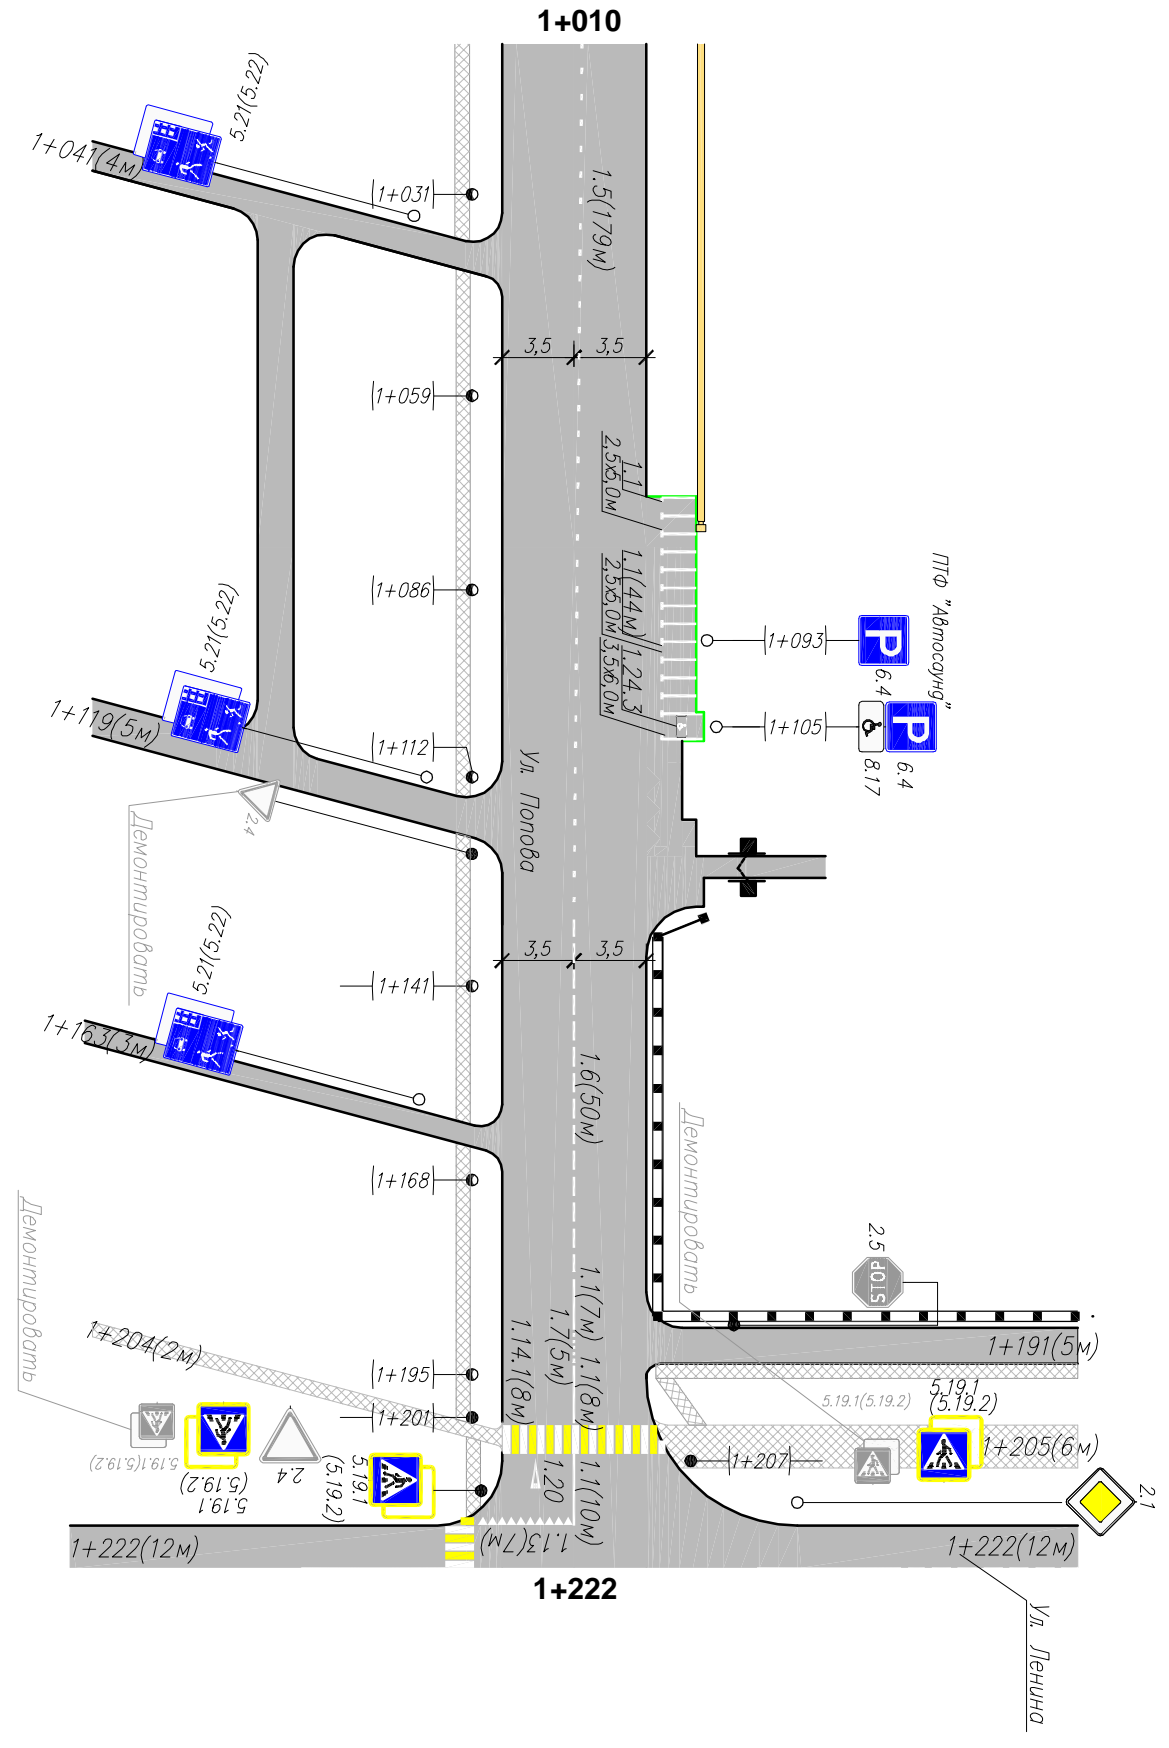 1+010
5.21(5.22)
1+041(4м)
1+031
1.5(179м)
3,5
3,5
1+059
1.1
2,5х5,0м
1+086
1.1(44м)
2,5х5,0м
1.24.3
3,5х6,0м
1+093
P
6.4
ПТФ "Автосаунд"
1+105
P
6.4
8.17
5.21(5.22)
1+119(5м)
1+112
Ул. Попова
2.4
Демонтировать
3,5
3,5
5.21(5.22)
1+141
1+163(3м)
1.6(50м)
Демонтировать
1+168
2.5
STOP
Демонтировать
1.1(7м)
1.7(5м)
1.14.1(8м)
1.1(8м)
1+204(2м)
1+195
1+191(5м)
1+201
5.19.1(5.19.2)
5.19.1
(5.19.2)
1+205(6м)
5.19.1(5.19.2)
5.19.1
(5.19.2)
2.4
5.19.1
(5.19.2)
1+207
1.20
1.1(10м)
1.13(7м)
2.1
1+222(12м)
1+222(12м)
1+222
Ул. Ленина